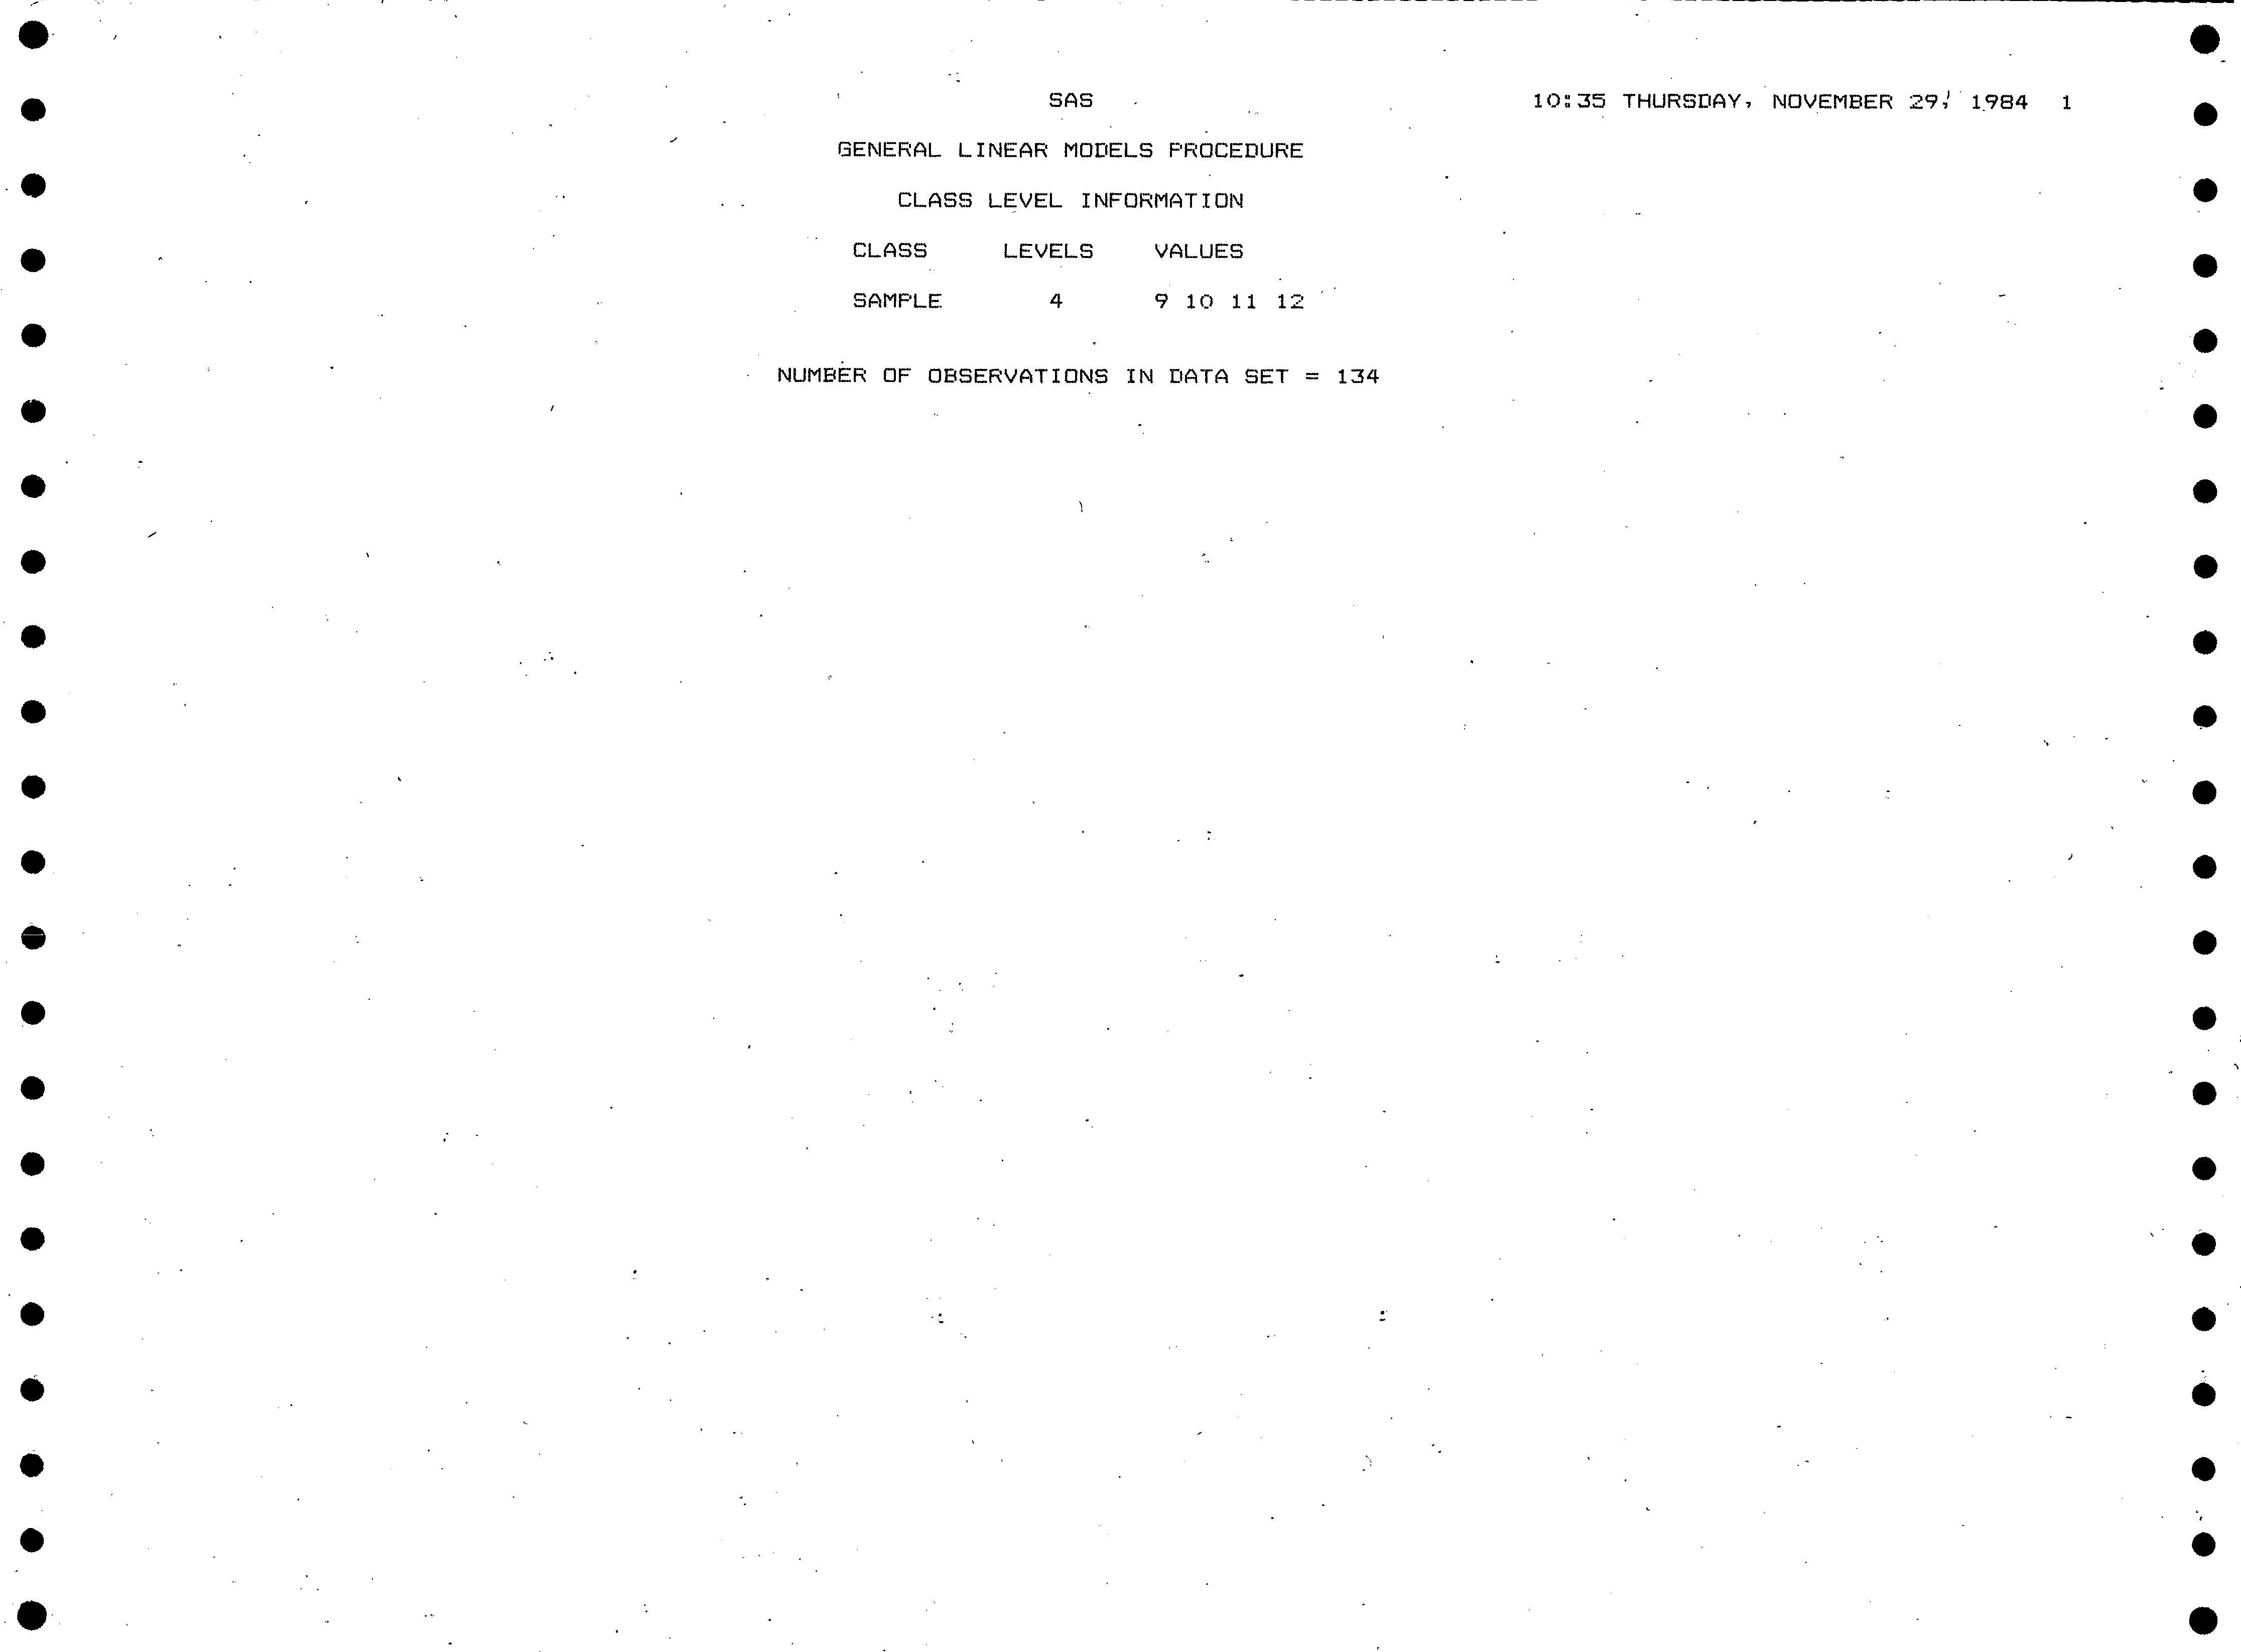 SAS 10:35 THURSDAY, NOVEMBER 29, 1984 1
GENERAL LINEAR MODELS PROCEDURE
CLASS LEVEL INFORMATION
CLASS LEVELS VALUES
SAMPLE 4 9 10 11 12
NUMBER OF OBSERVATIONS IN DATA SET = 134